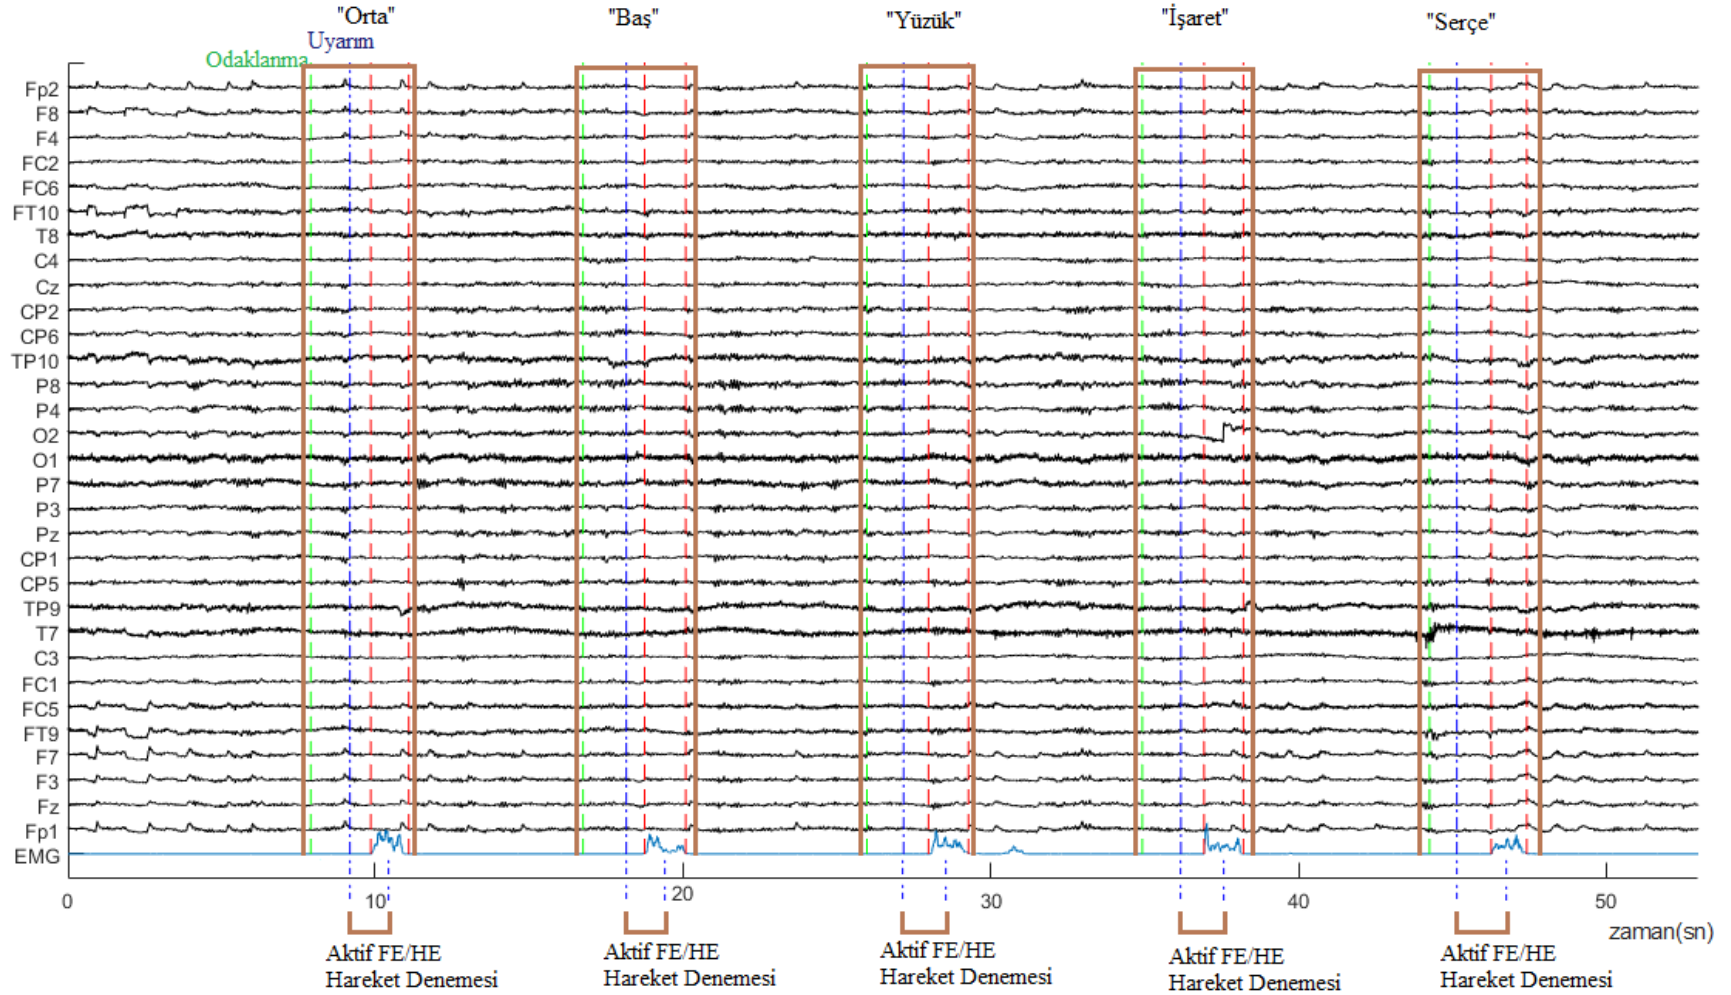 "Orta"
"Baş"
"Yüzük"
"İşaret"
"Serçe"
Uyarım
Odaklanma
Fp2
F8
F4
FC2
FC6
FT10
T8
C4
Cz
CP2
CP6
TP10
P8
P4
O2
O1
P7
P3
Pz
CP1
CP5
TP9
T7
C3
FC1
FC5
FT9
F7
F3
Fz
Fp1
EMG
0
10
20
30
40
50
zaman(sn)
Aktif FE/HE
Hareket Denemesi
Aktif FE/HE
Hareket Denemesi
Aktif FE/HE
Hareket Denemesi
Aktif FE/HE
Hareket Denemesi
Aktif FE/HE
Hareket Denemesi